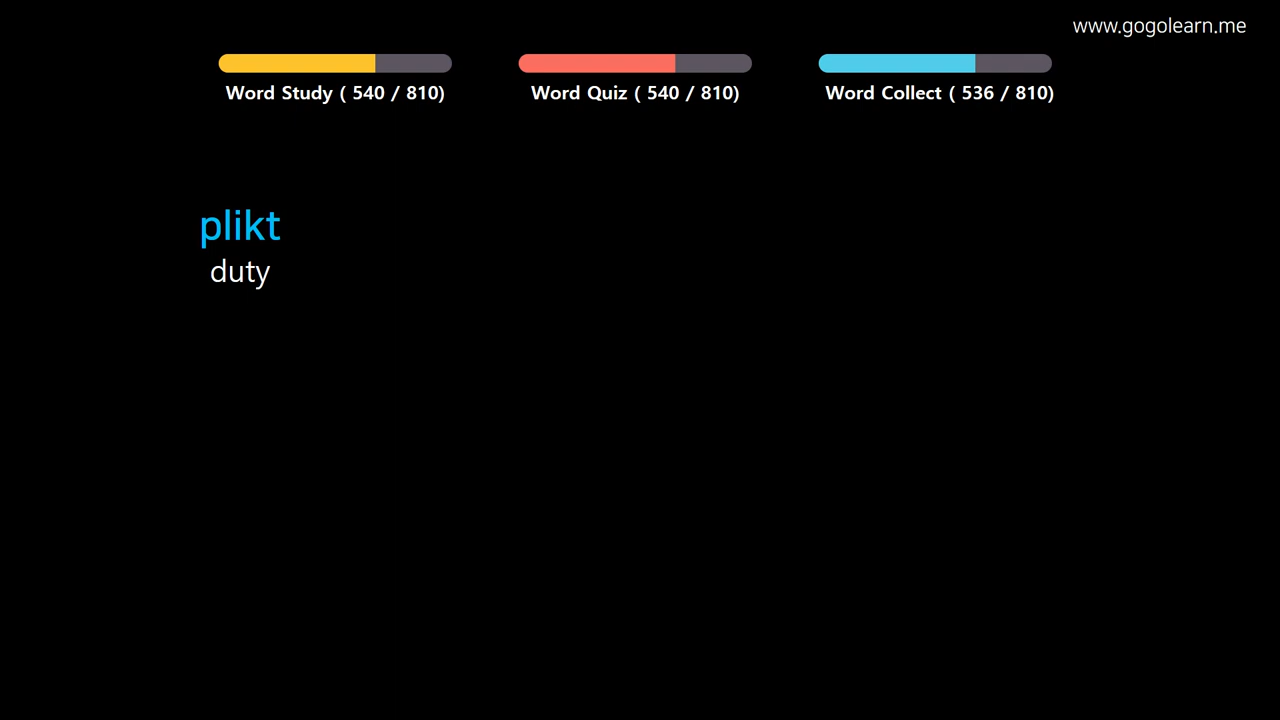 www.gogolearn.me
Word Study ( 540 / 810)
Word Quiz ( 540 / 810)
Word Collect ( 536 / 810)
plikt
duty